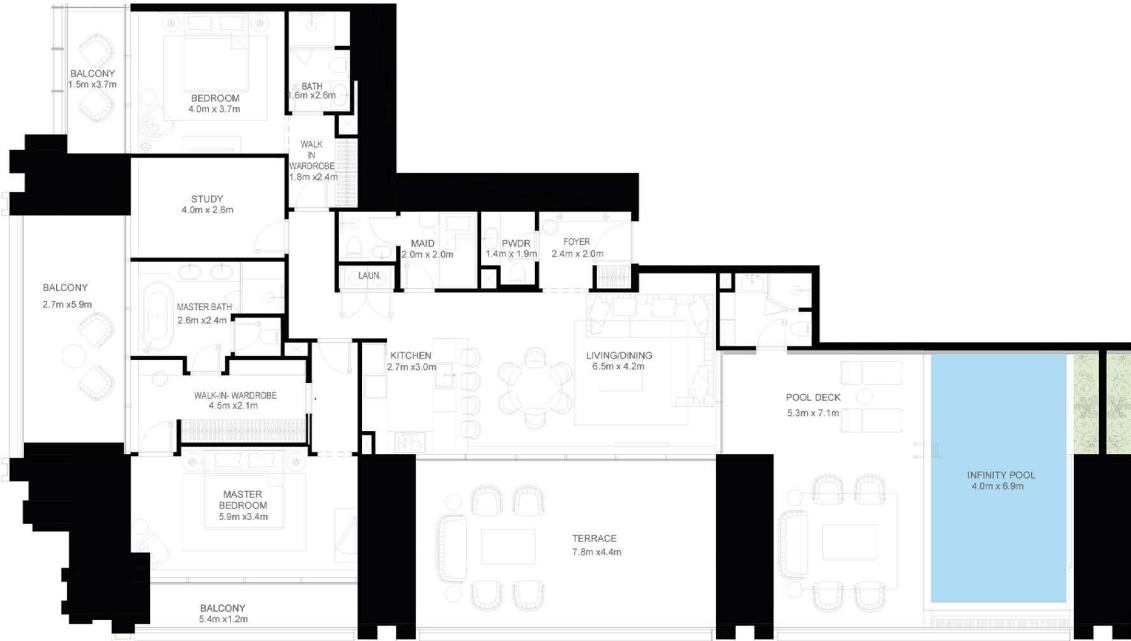 BALCONY
1.5m x3.7m
BEDROOM
4.0m x 3.7m
BATH
1.6m x2.6m
WALK
IN
WARDROBE
1.8m x2.4m
STUDY
4.0m x 2.6m
MAID
2.0m x 2.0m
PWDR
1.4m x 1.9m
FOYER
2.4m x 2.0m
LAUN.
BALCONY
2.7m x5.9m
MASTER BATH
2.6m x2.4m
KITCHEN
2.7m x3.0m
LIVING/DINING
6.5m x 4.2m
WALK-IN- WARDROBE
4.5m x2.1m
POOL DECK
5.3m x 7.1m
INFINITY POOL
4.0m x 6.9m
MASTER
BEDROOM
5.9m x3.4m
TERRACE
7.8m x4.4m
BALCONY
5.4m x1.2m